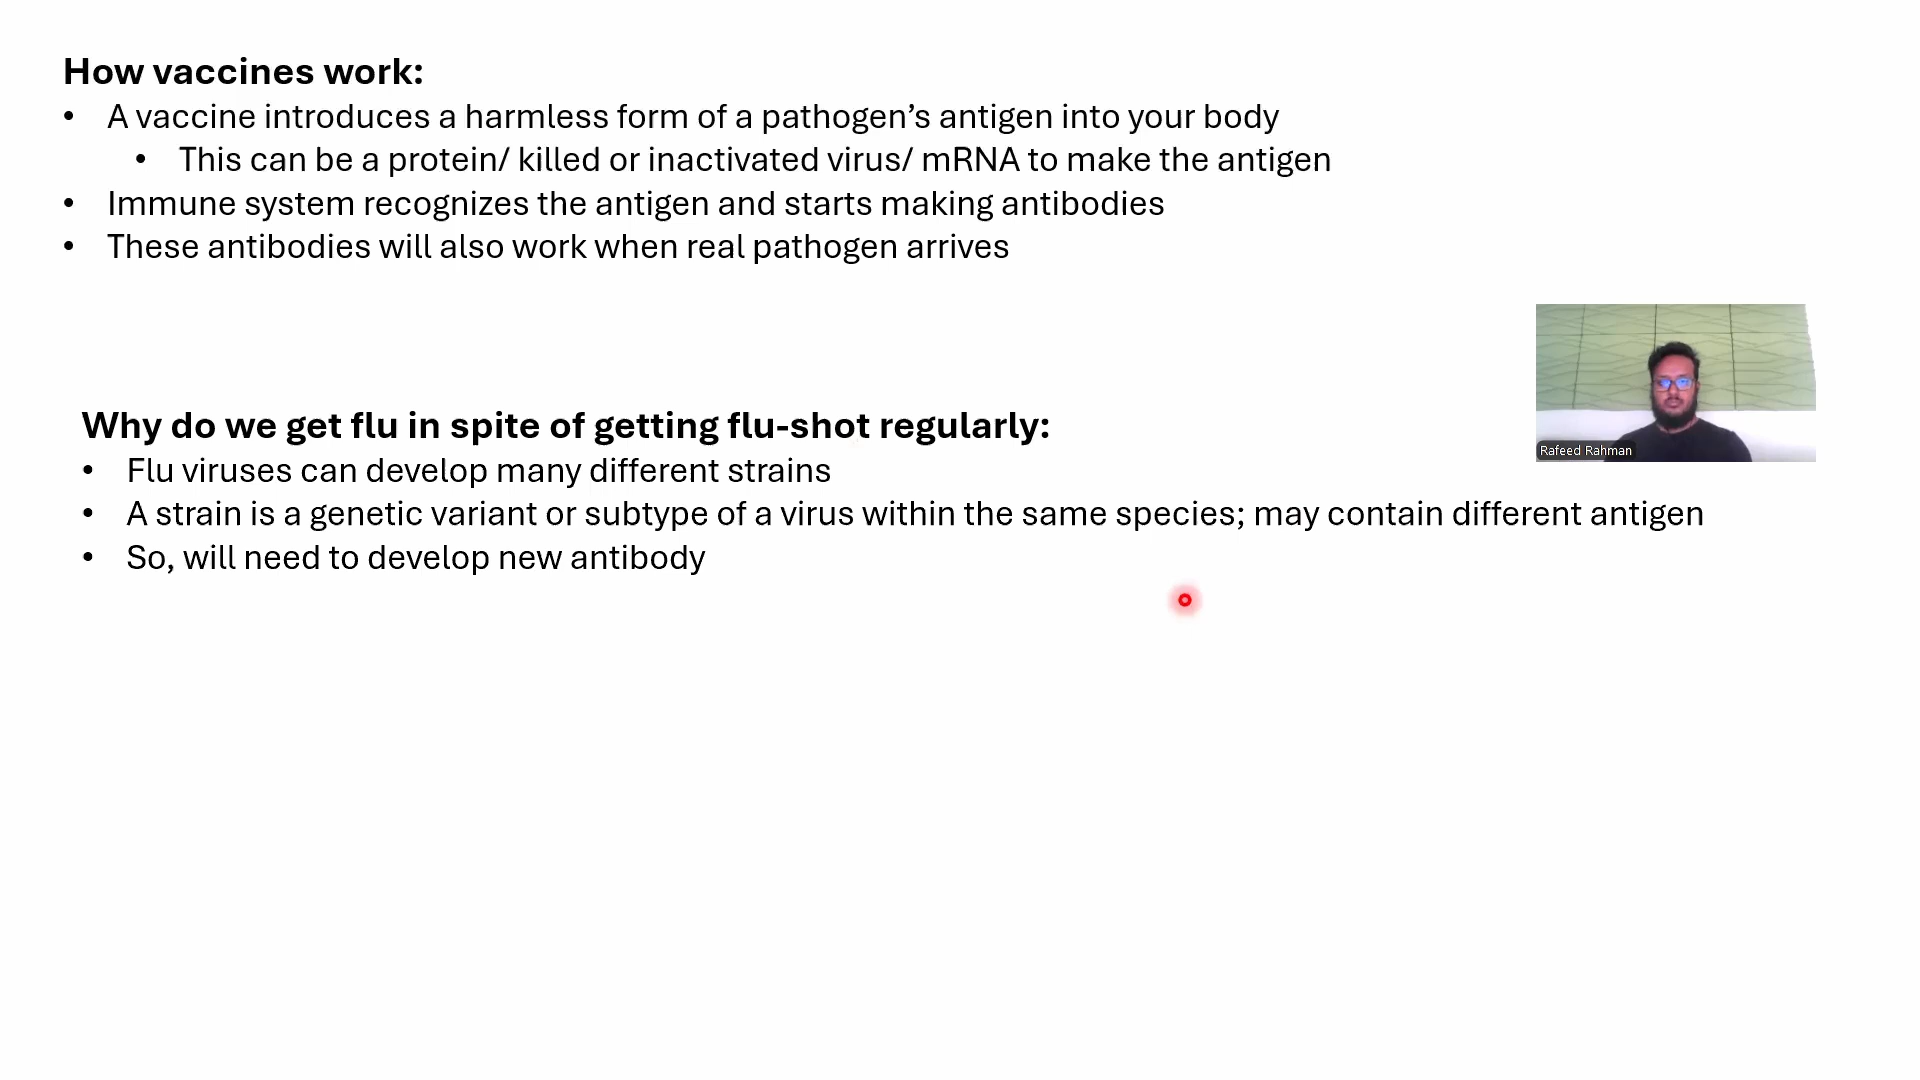 How vaccines work:
• A vaccine introduces a harmless form of a pathogen’s antigen into your body
• This can be a protein/ killed or inactivated virus/ mRNA to make the antigen
• Immune system recognizes the antigen and starts making antibodies
• These antibodies will also work when real pathogen arrives
Rafeed Rahman
Why do we get flu in spite of getting flu-shot regularly:
• Flu viruses can develop many different strains
• A strain is a genetic variant or subtype of a virus within the same species; may contain different antigen
• So, will need to develop new antibody